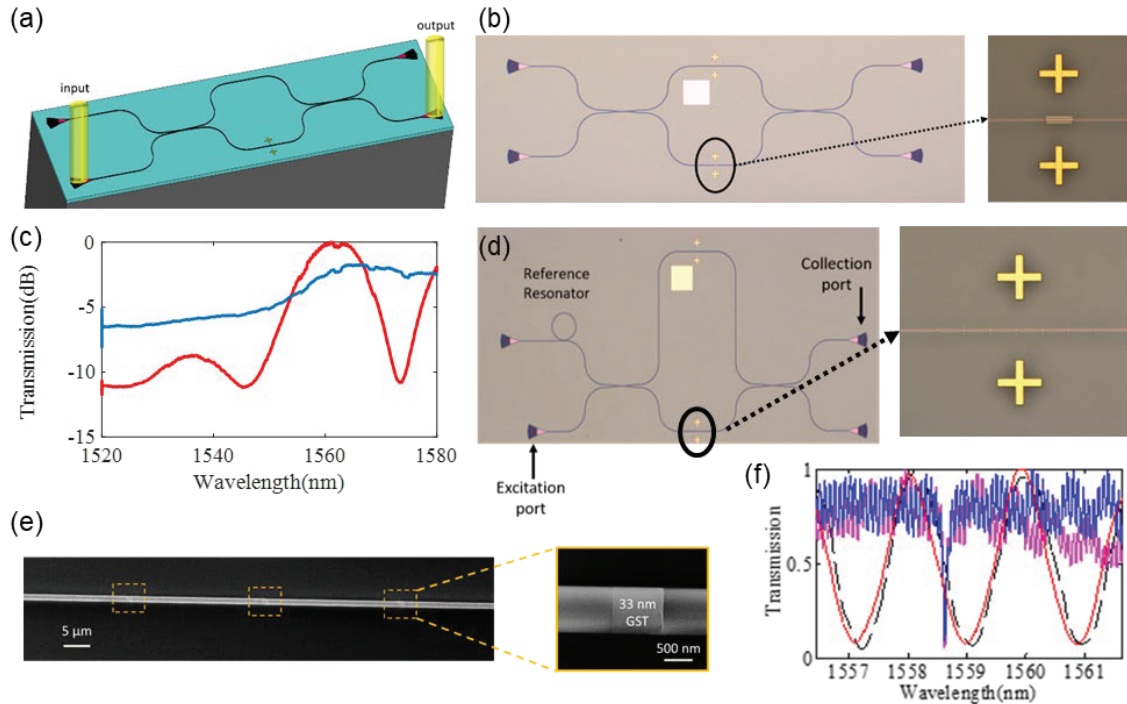 (a)
input
output
(b)
(c)
Transmission(dB)
0
-5
-10
-15
1520
1540
1560
1580
Wavelength(nm)
(d)
Reference
Resonator
Collection
port
Excitation
port
(e)
5 µm
33 nm
GST
500 nm
(f)
Transmission
1
0.5
0
1557
1558
1559
1560
1561
Wavelength(nm)